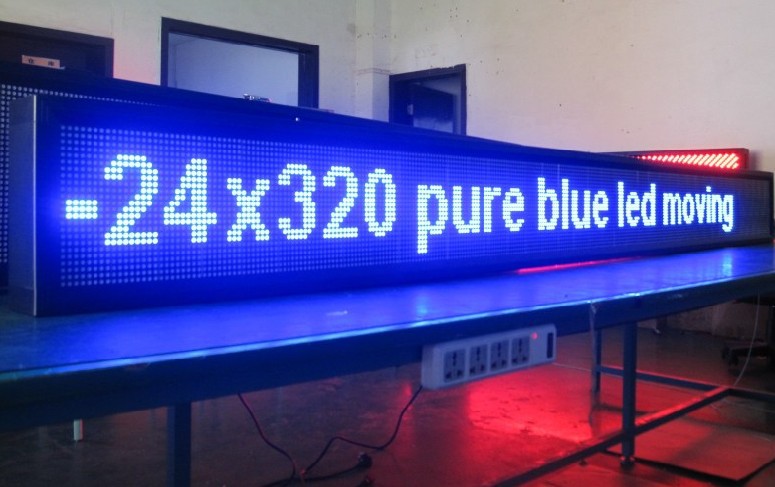 -24x320 pure blue led moving